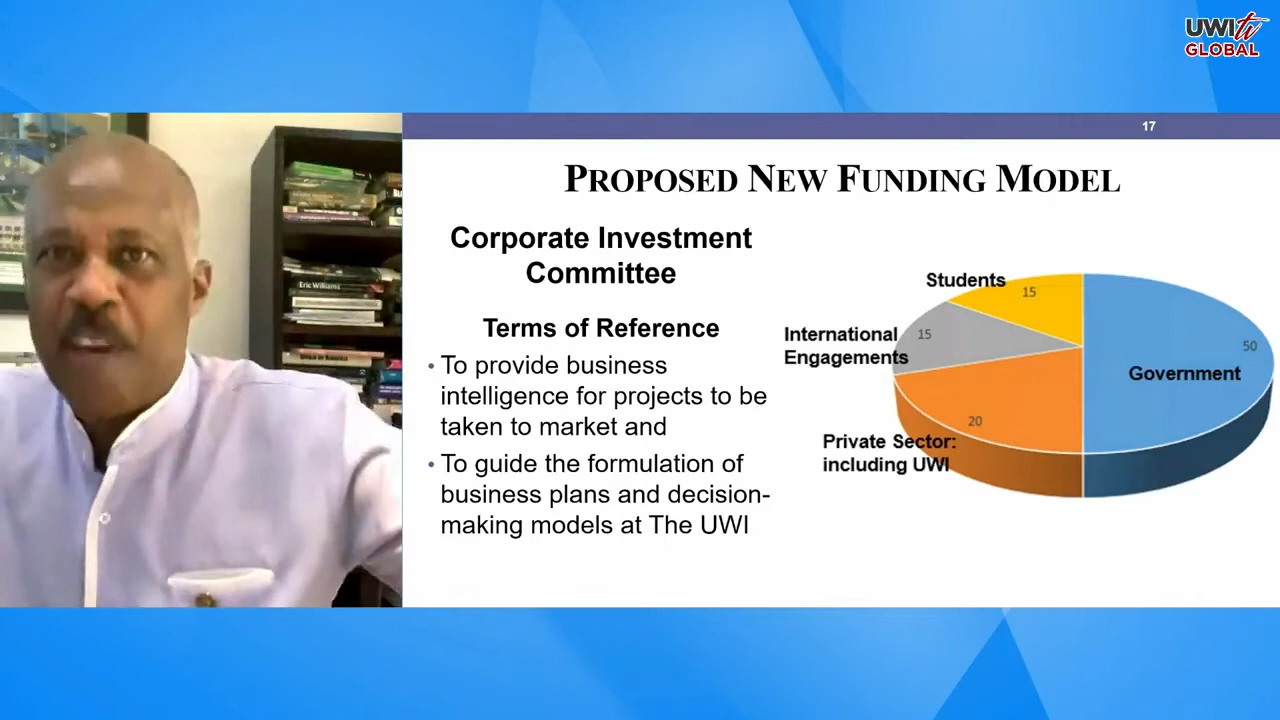 UWItv
GLOBAL
17
PROPOSED NEW FUNDING MODEL
Corporate Investment
Committee
Terms of Reference
• To provide business
intelligence for projects to be
taken to market and
• To guide the formulation of
business plans and decision-
making models at The UWI
Students
15
International
Engagements
15
50
Government
20
Private Sector:
including UWI
Eric Williams